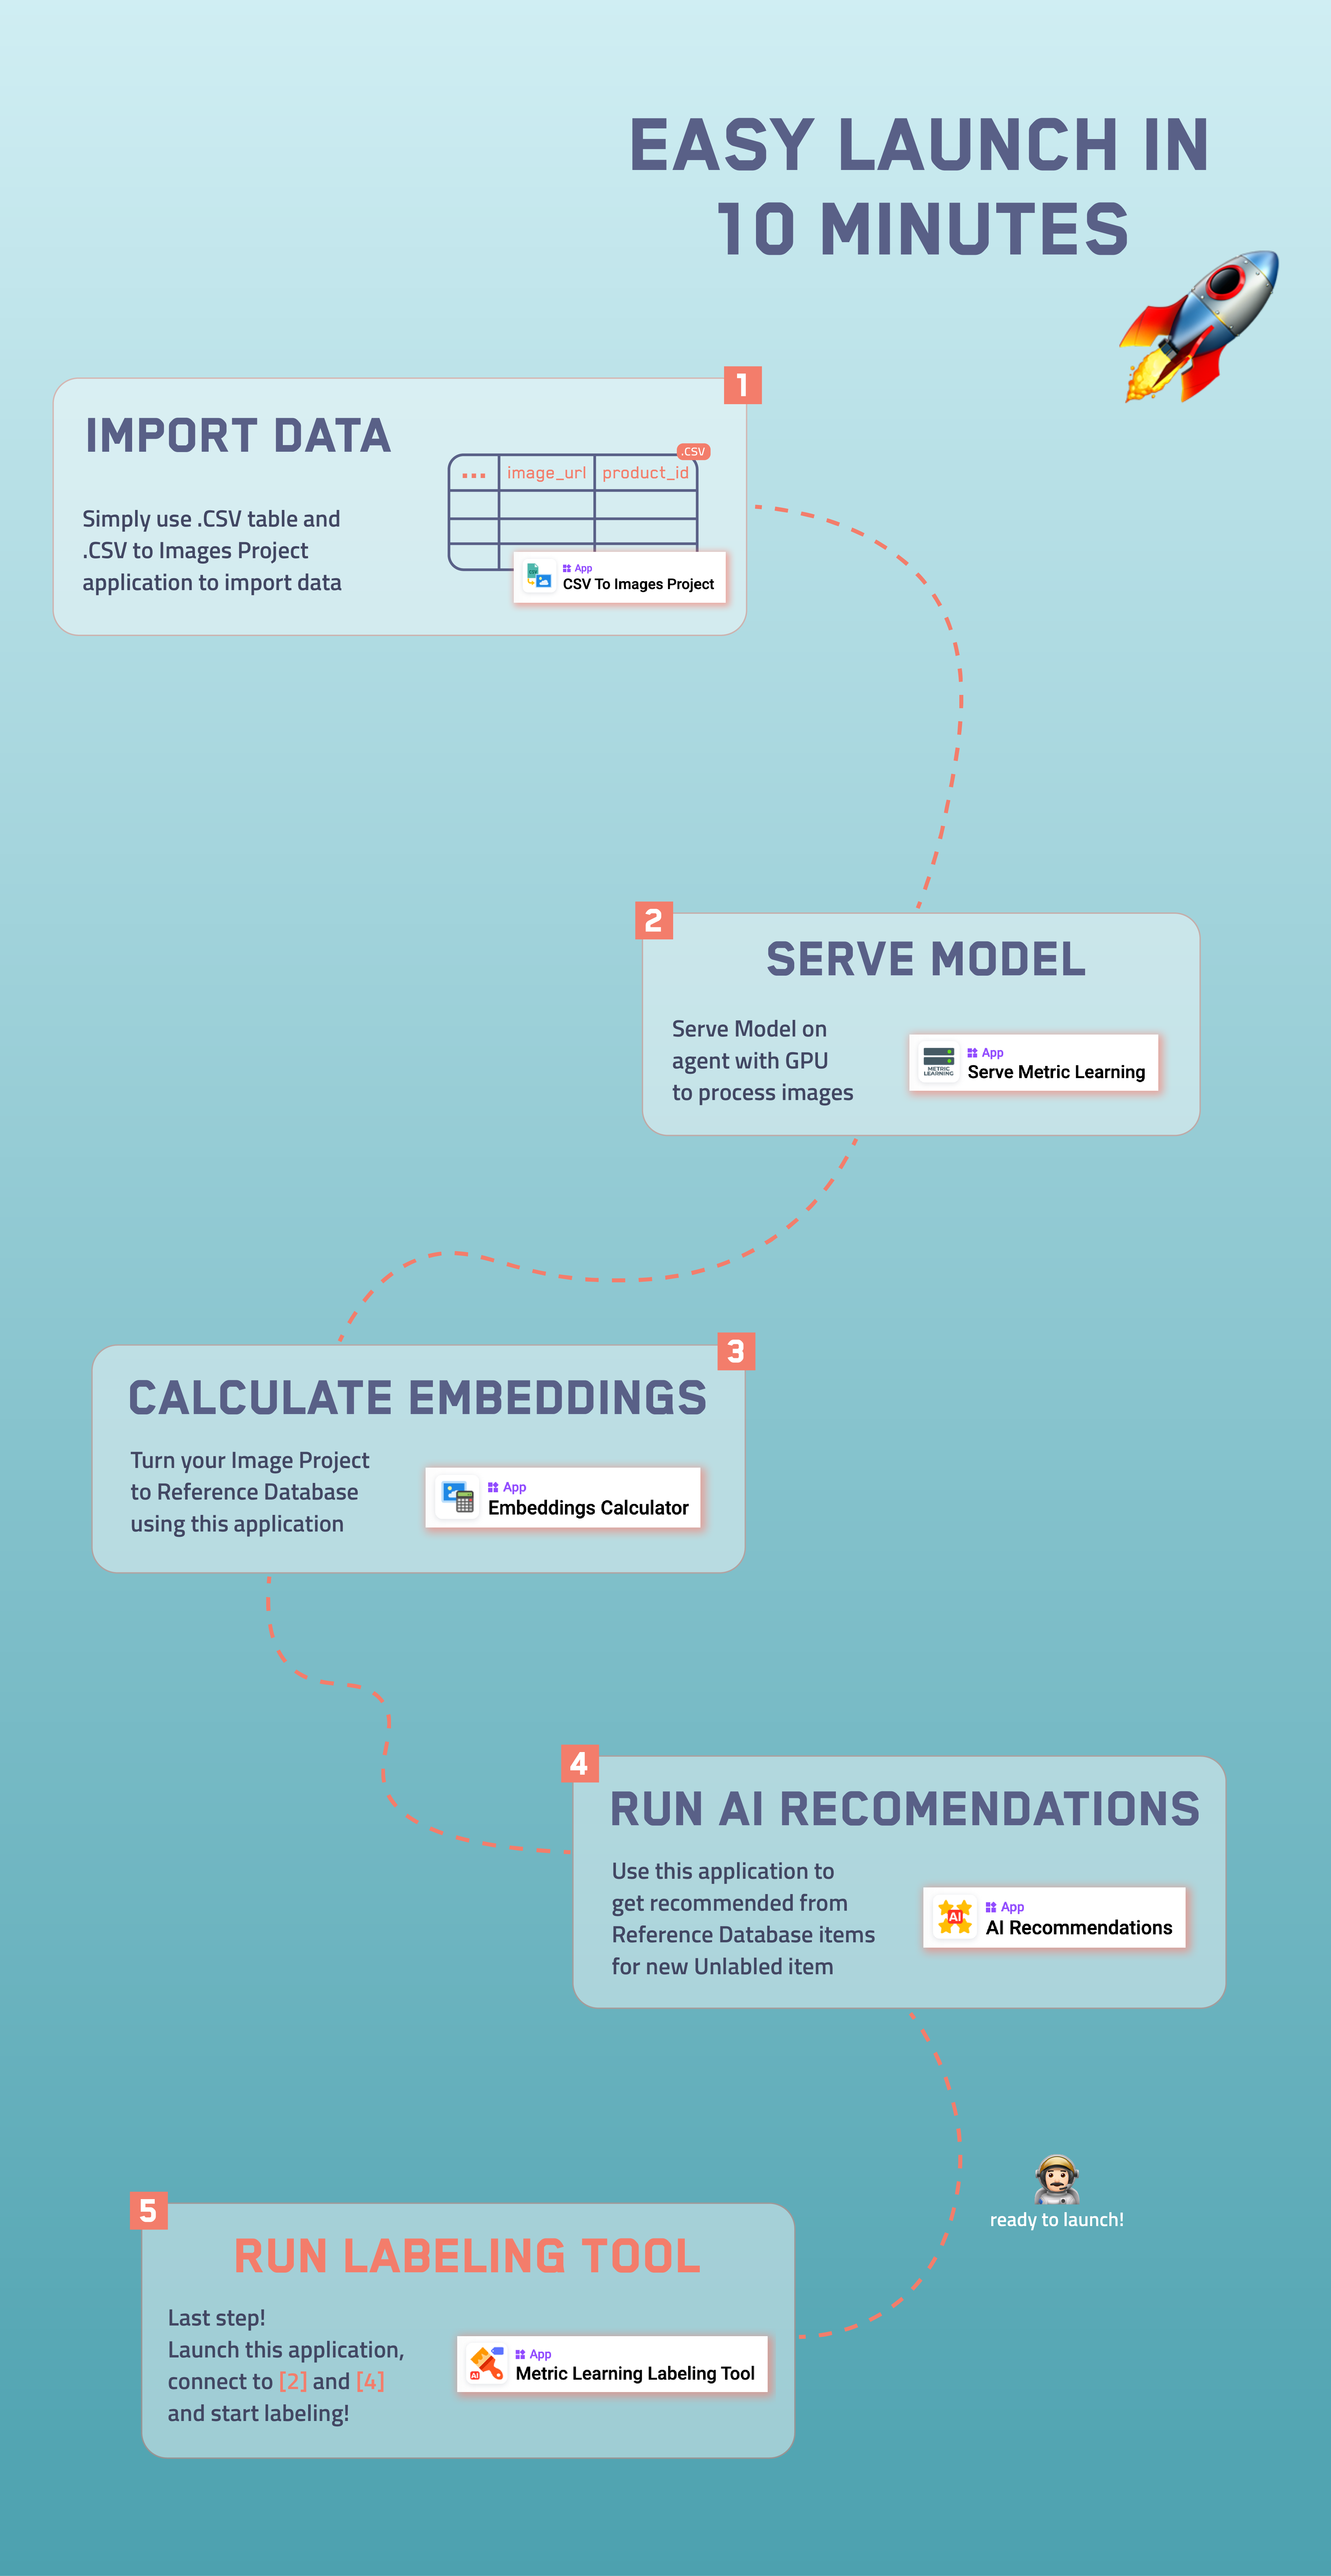 EASY LAUNCH IN
10 MINUTES
1
IMPORT DATA
Simply use .CSV table and
.CSV to Images Project
application to import data
.CSV
... image_url product_id
App
CSV To Images Project
2
SERVE MODEL
Serve Model on
agent with GPU
to process images
METRIC
LEARNING
App
Serve Metric Learning
3
CALCULATE EMBEDDINGS
Turn your Image Project
to Reference Database
using this application
App
Embeddings Calculator
4
RUN AI RECOMENDATIONS
Use this application to
get recommended from
Reference Database items
for new Unlabled item
AI
App
AI Recommendations
ready to launch!
5
RUN LABELING TOOL
Last step!
Launch this application,
connect to [2] and [4]
and start labeling!
AI
App
Metric Learning Labeling Tool